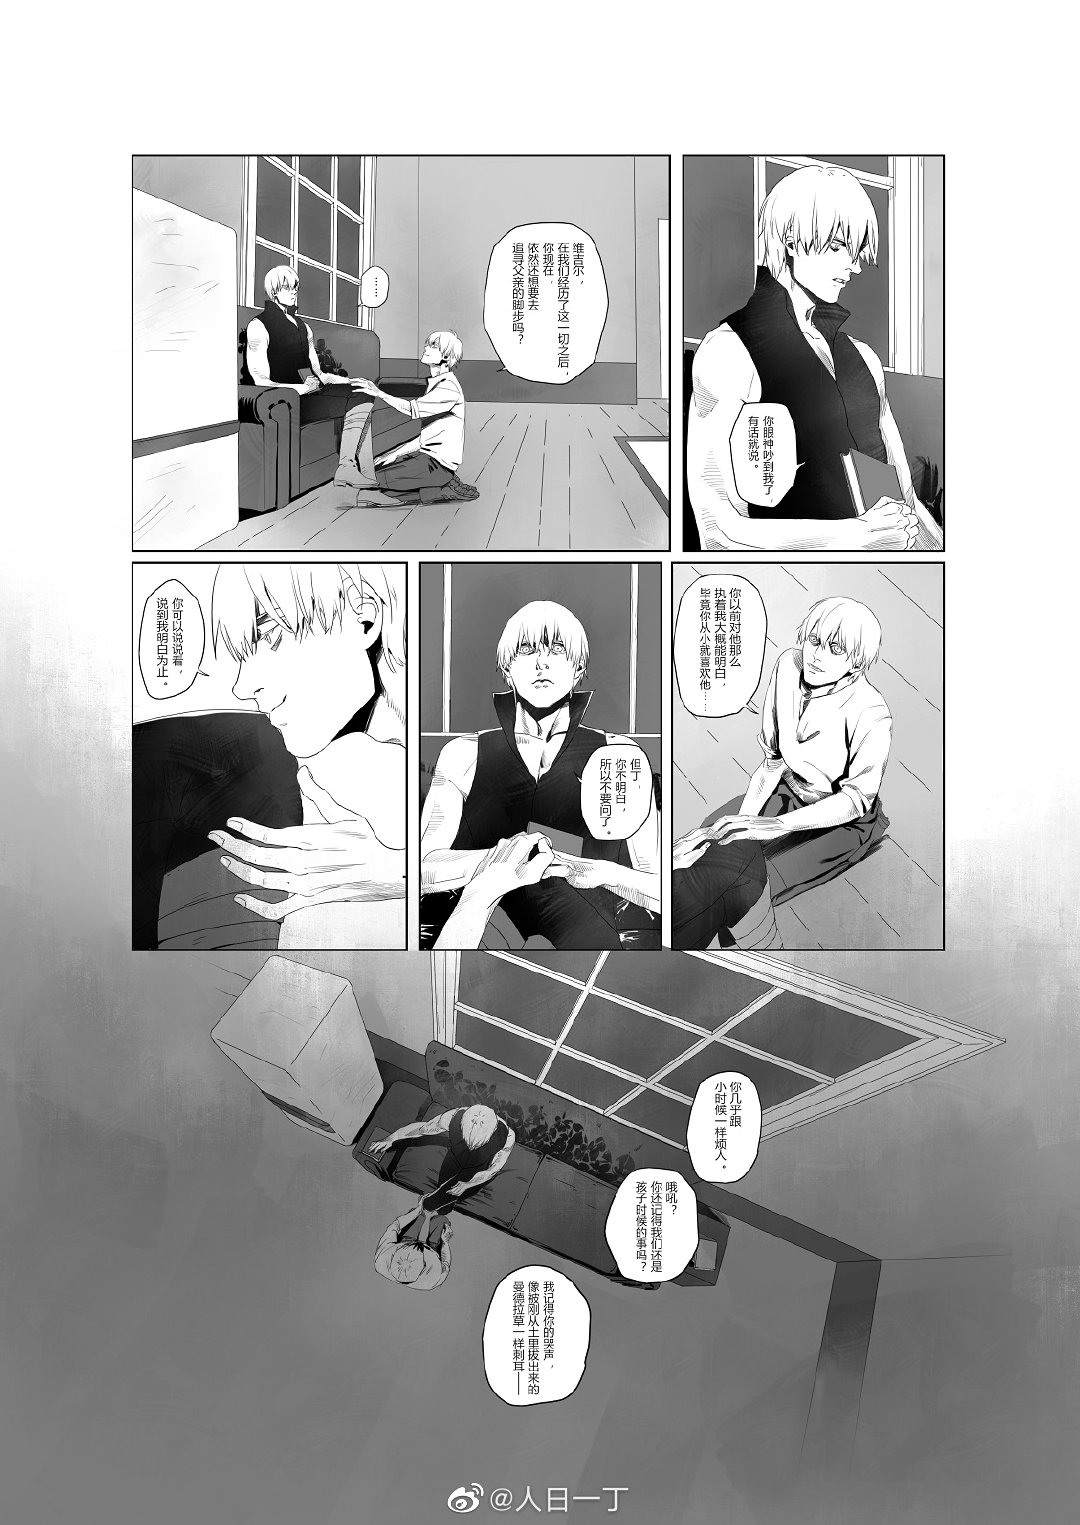 你眼神吵到我了，
有话就说。
维吉尔，
在我们经历了这一切之后，
你现在，
依然还想要去
追寻父亲的脚步吗？
……
你以前对他那么
执着我大概能明白，
毕竟你从小就喜欢他……
但丁，
你不明白，
所以不要问了。
你可以说说看，
说到我明白为止。
你几乎跟
小时候一样烦人。
哦吼？
你还记得我们还是
孩子时候的事吗？
我记得你的哭声，
像被刚从土里拔出来的
曼德拉草一样刺耳——
@人日一丁